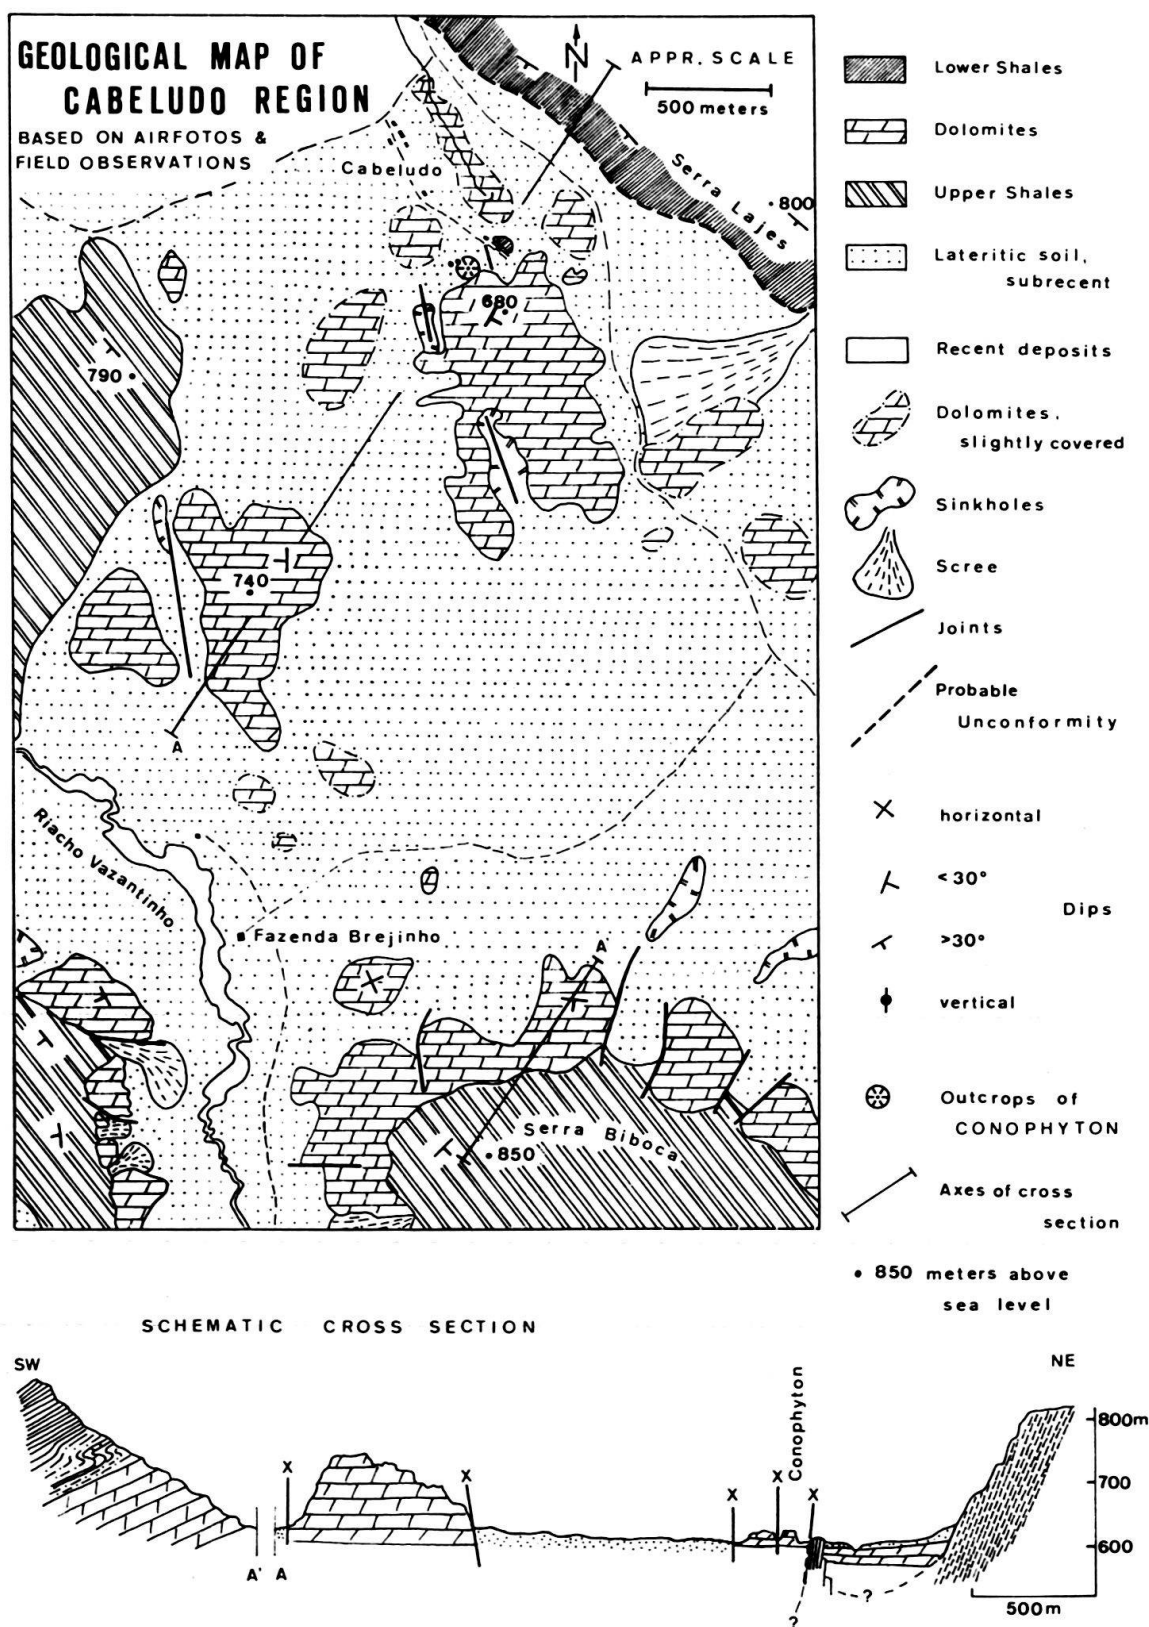 GEOLOGICAL MAP OF
CABELUDO REGION
BASED ON AIRFOTOS &
FIELD OBSERVATIONS
N
APPR. SCALE
500 meters
Cabeludo
Serra Lajes
800
680
790
740
A
Riacho Vazantinho
Fazenda Brejinho
A'
Serra Biboca
850
Lower Shales
Dolomites
Upper Shales
Lateritic soil,
subrecent
Recent deposits
Dolomites,
slightly covered
Sinkholes
Scree
Joints
Probable
Unconformity
horizontal
<30°
Dips
>30°
vertical
Outcrops of
CONOPHYTON
Axes of cross
section
850 meters above
sea level
SCHEMATIC CROSS SECTION
SW
NE
Conophyton
X
X
X
X
X
800m
700
600
A' A
?
?
500m